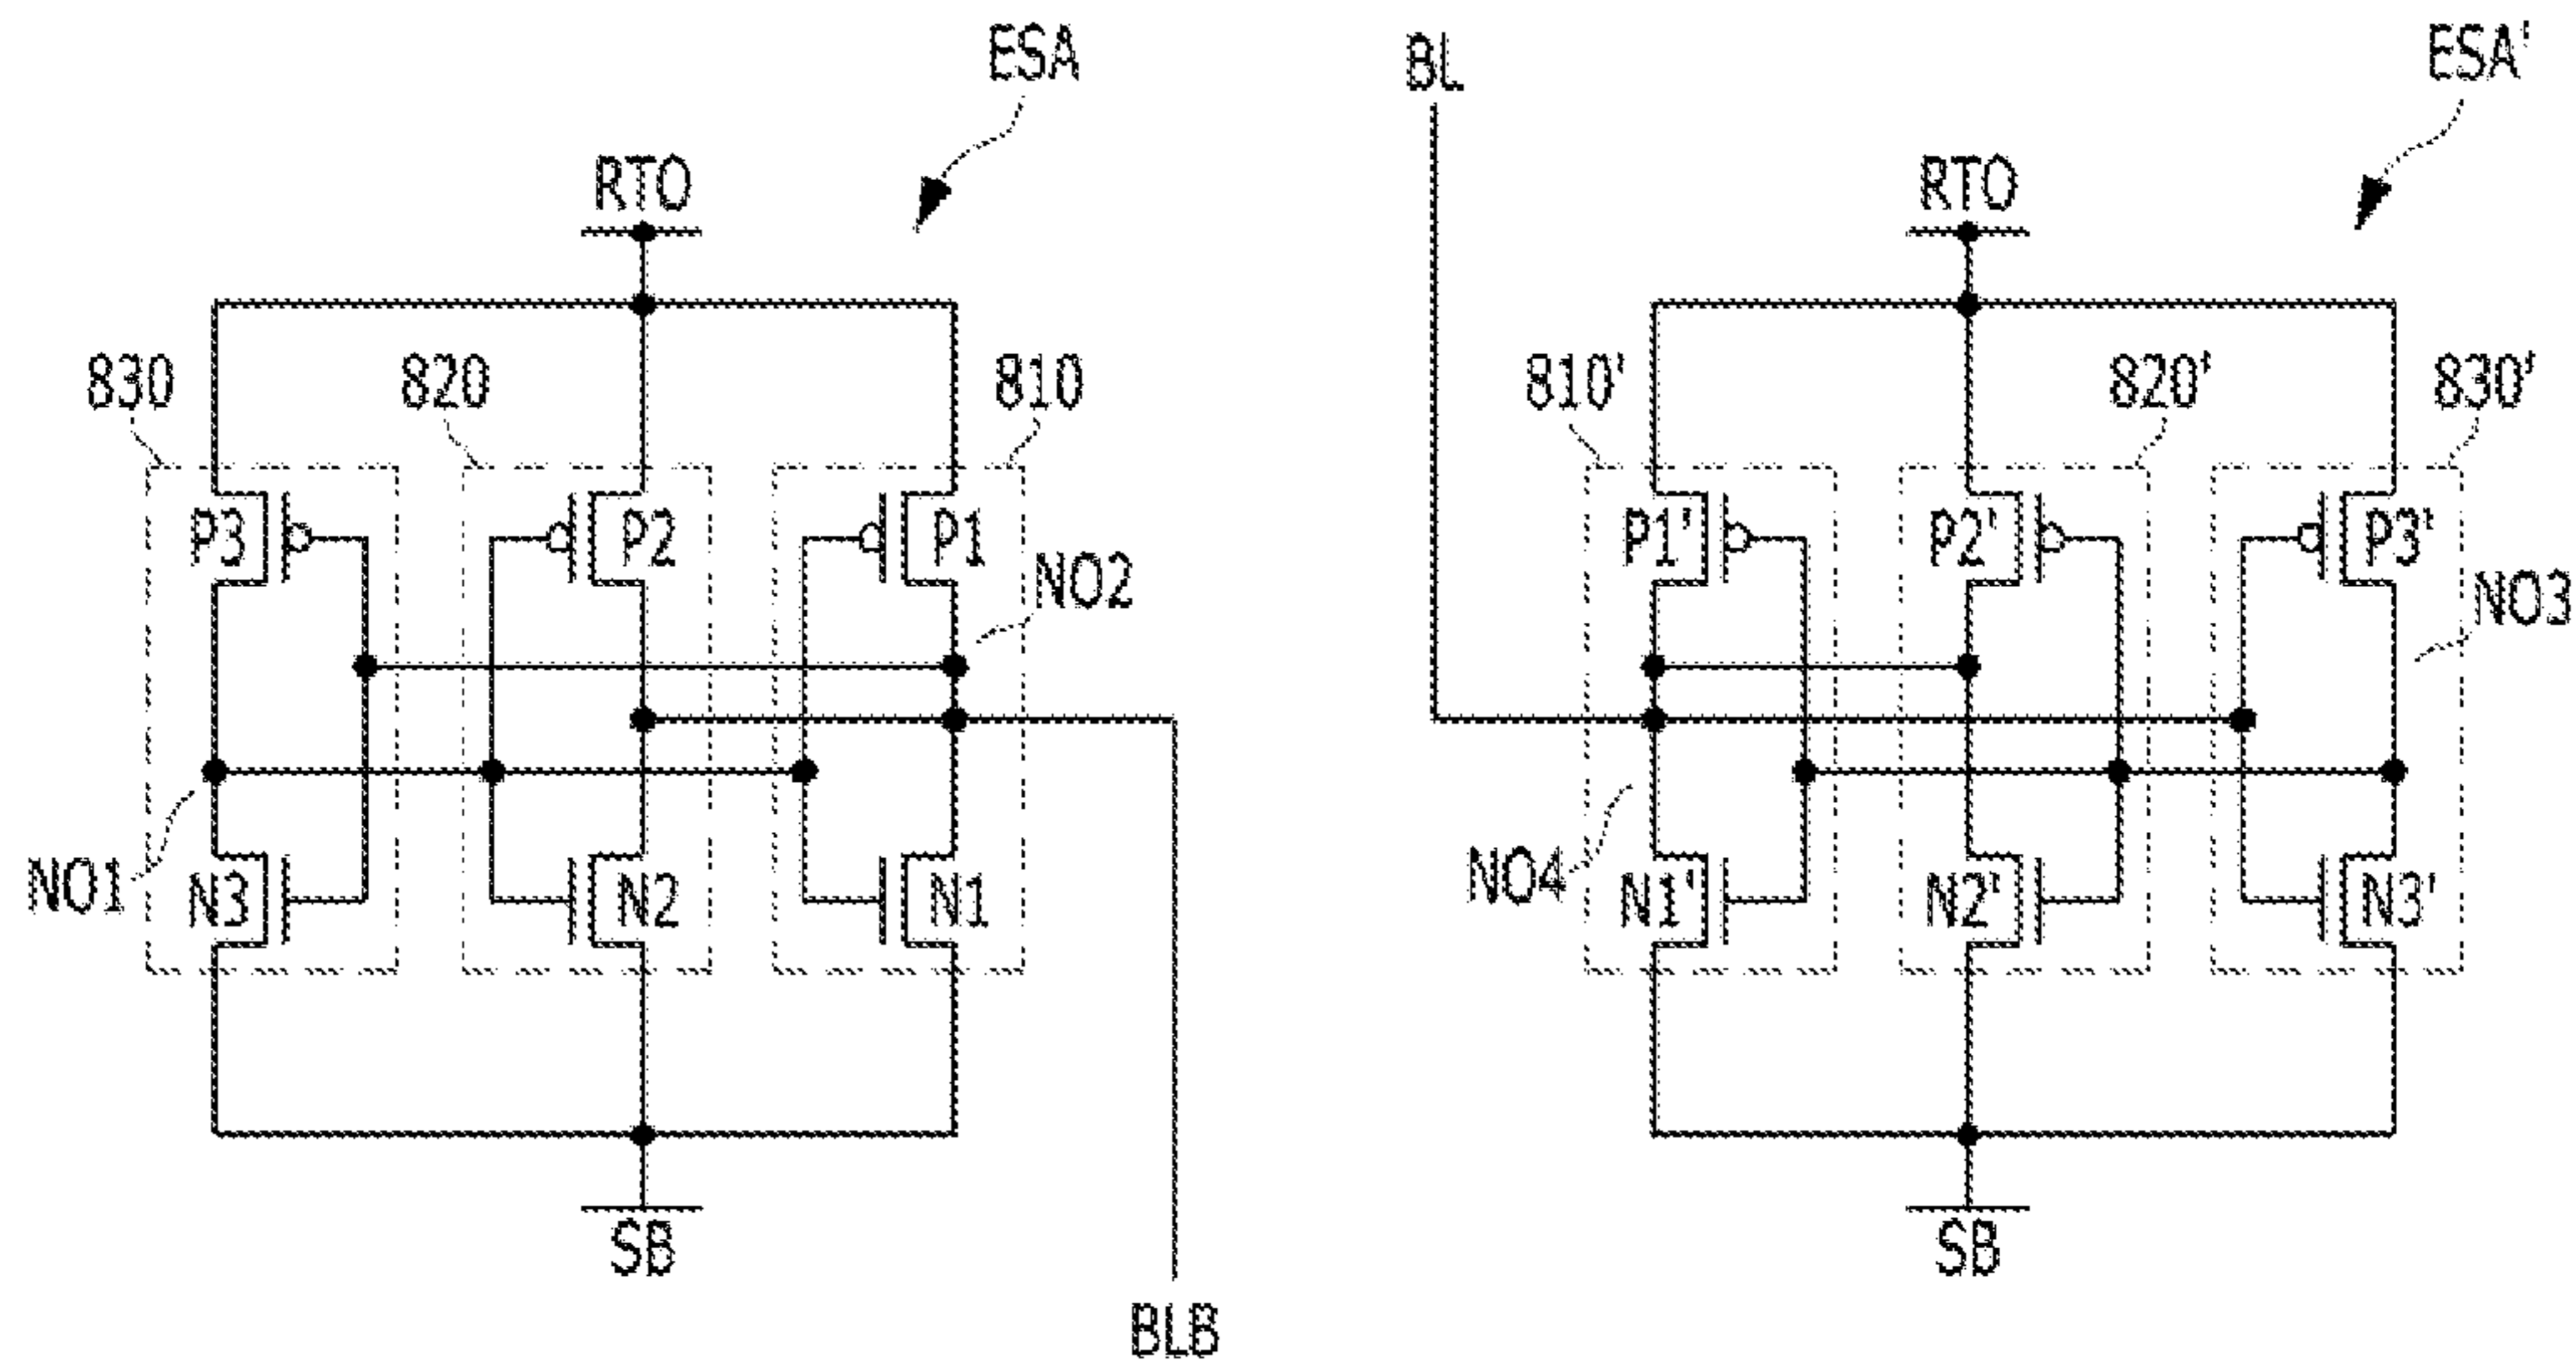 ESA
BL
ESA'
RTO
RTO
830
820
810
810'
820'
830'
P3
P2
P1
P1'
P2'
P3'
NO2
NO3
NO1
N3
N2
N1
NO4
N1'
N2'
N3'
SB
SB
BLB